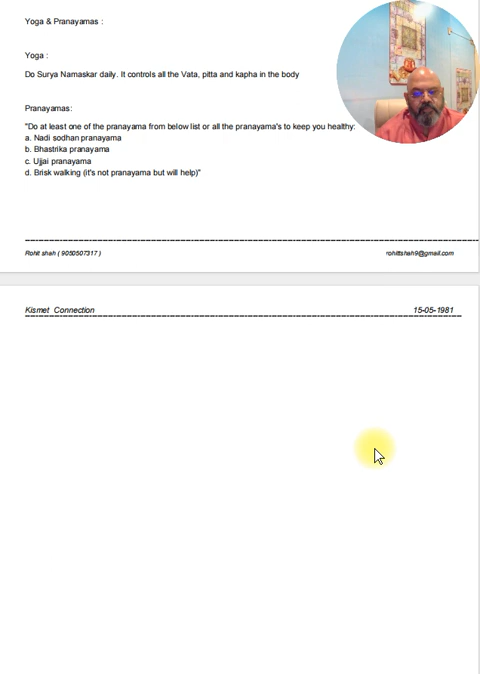 Yoga & Pranayamas :
Yoga :
Do Surya Namaskar daily. It controls all the Vata, pitta and kapha in the body
Pranayamas:
"Do at least one of the pranayama from below list or all the pranayama's to keep you healthy:
a. Nadi sodhan pranayama
b. Bhastrika pranayama
c. Ujjai pranayama
d. Brisk walking (it's not pranayama but will help)"
Rohit shah ( 9050507317 ) rohittshah9@gmail.com
Kismet Connection 15-05-1981